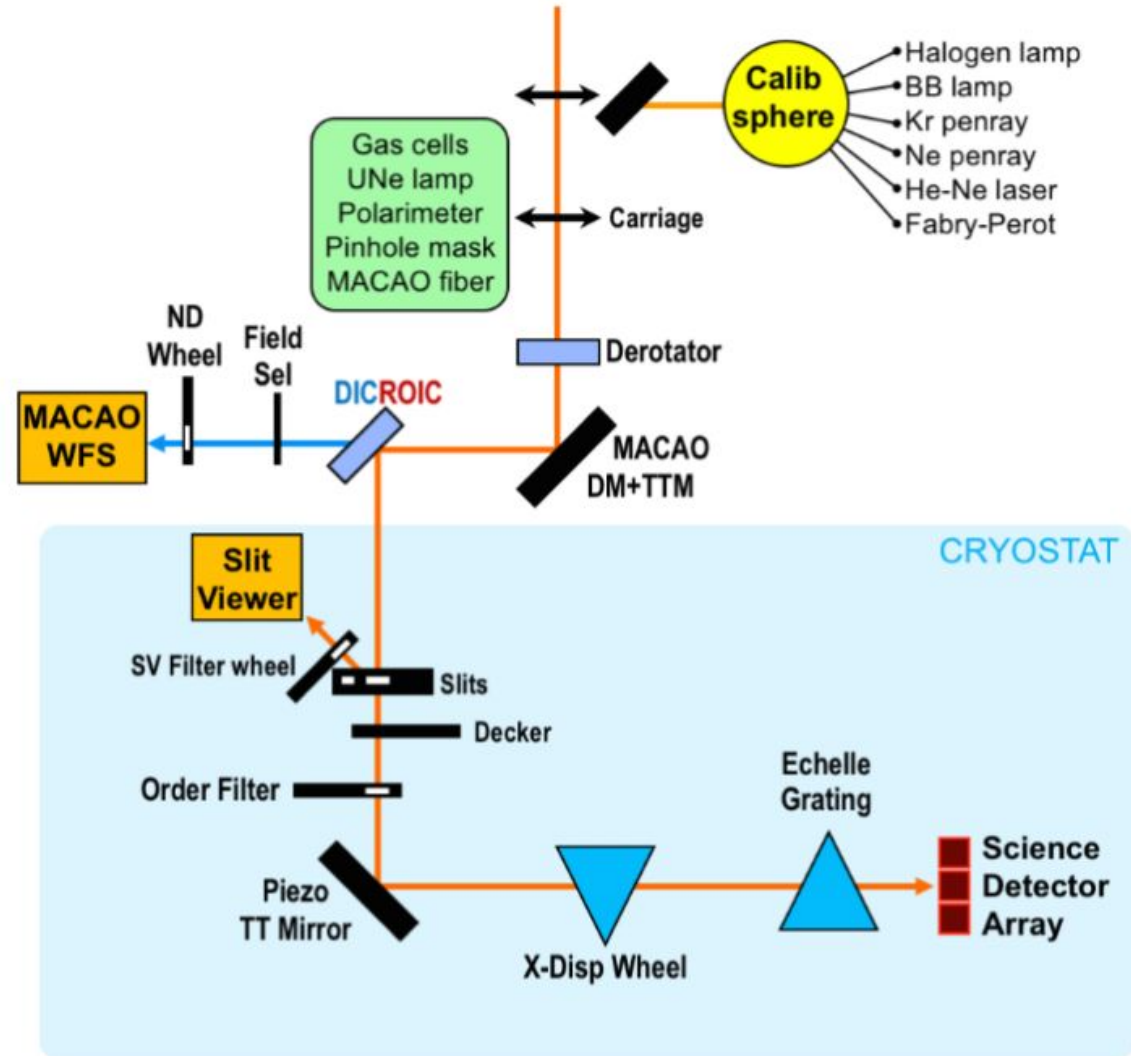 Calib
sphere
Halogen lamp
BB lamp
Kr penray
Ne penray
He-Ne laser
Fabry-Perot
Gas cells
UNe lamp
Polarimeter
Pinhole mask
MACAO fiber
Carriage
Derotator
ND
Wheel
Field
Sel
DICROIC
MACAO
WFS
MACAO
DM+TTM
CRYOSTAT
Slit
Viewer
SV Filter wheel
Slits
Decker
Order Filter
Echelle
Grating
Piezo
TT Mirror
X-Disp Wheel
Science
Detector
Array